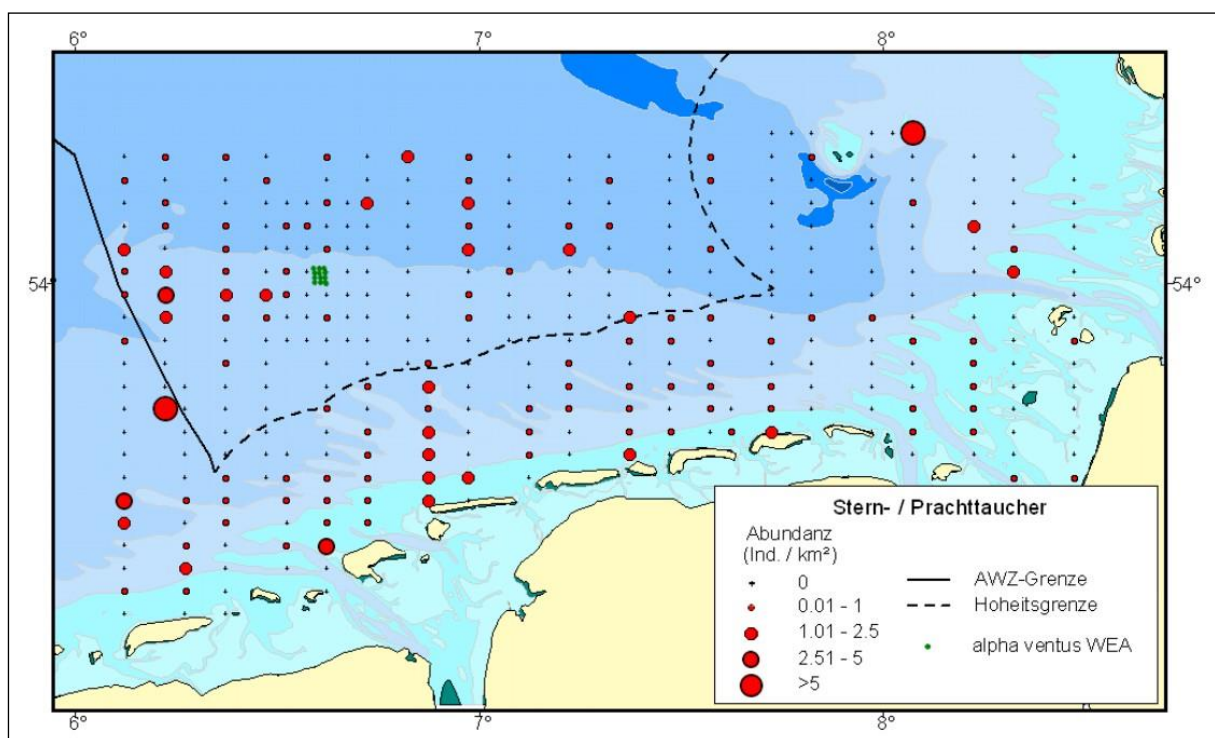 6°
7°
8°
54°
54°
Stern- / Prachttaucher
Abundanz
(Ind. / km²)
0
0.01 - 1
1.01 - 2.5
2.51 - 5
>5
AWZ-Grenze
Hoheitsgrenze
alpha ventus WEA
6°
7°
8°